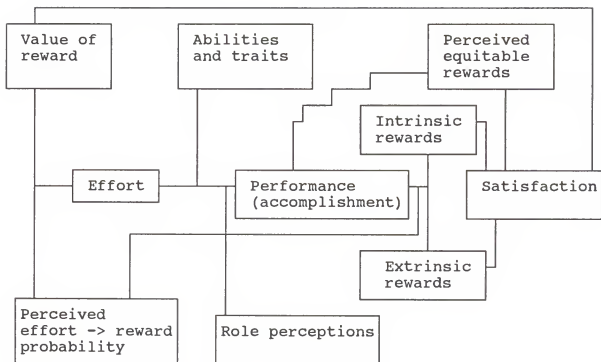 Value of
reward
Abilities
and traits
Perceived
equitable
rewards
Intrinsic
rewards
Effort
Performance
(accomplishment)
Satisfaction
Extrinsic
rewards
Perceived
effort -> reward
probability
Role perceptions